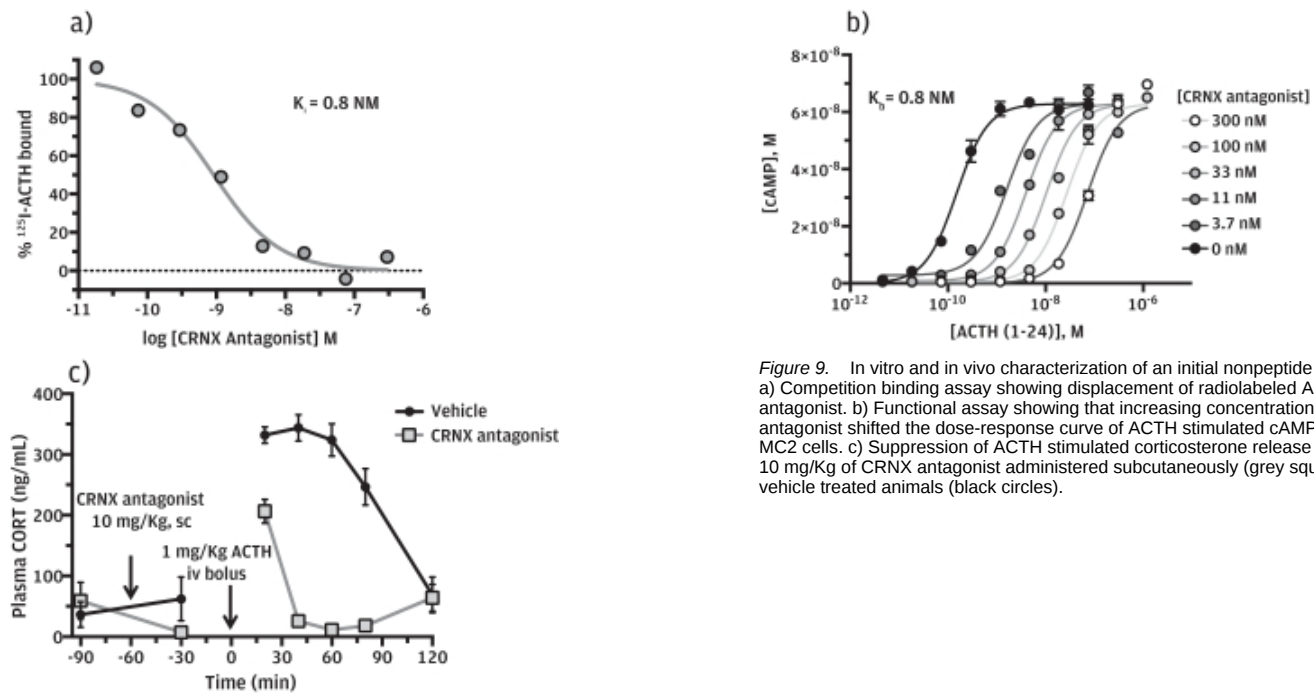 a)
% ¹²⁵I-ACTH bound
100
80
60
40
20
0
Kᵢ = 0.8 NM
-11 -10 -9 -8 -7 -6
log [CRNX Antagonist] M
b)
[cAMP], M
8×10⁻⁸
6×10⁻⁸
4×10⁻⁸
2×10⁻⁸
0
K_b = 0.8 NM
10⁻¹² 10⁻¹⁰ 10⁻⁸ 10⁻⁶
[ACTH (1-24)], M
[CRNX antagonist]
300 nM
100 nM
33 nM
11 nM
3.7 nM
0 nM
c)
Plasma CORT (ng/mL)
400
300
200
100
0
Vehicle
CRNX antagonist
CRNX antagonist
10 mg/Kg, sc
1 mg/Kg ACTH
iv bolus
-90 -60 -30 0 30 60 90 120
Time (min)
Figure 9. In vitro and in vivo characterization of an initial nonpeptide
a) Competition binding assay showing displacement of radiolabeled A
antagonist. b) Functional assay showing that increasing concentration
antagonist shifted the dose-response curve of ACTH stimulated cAMP
MC2 cells. c) Suppression of ACTH stimulated corticosterone release
10 mg/Kg of CRNX antagonist administered subcutaneously (grey squ
vehicle treated animals (black circles).